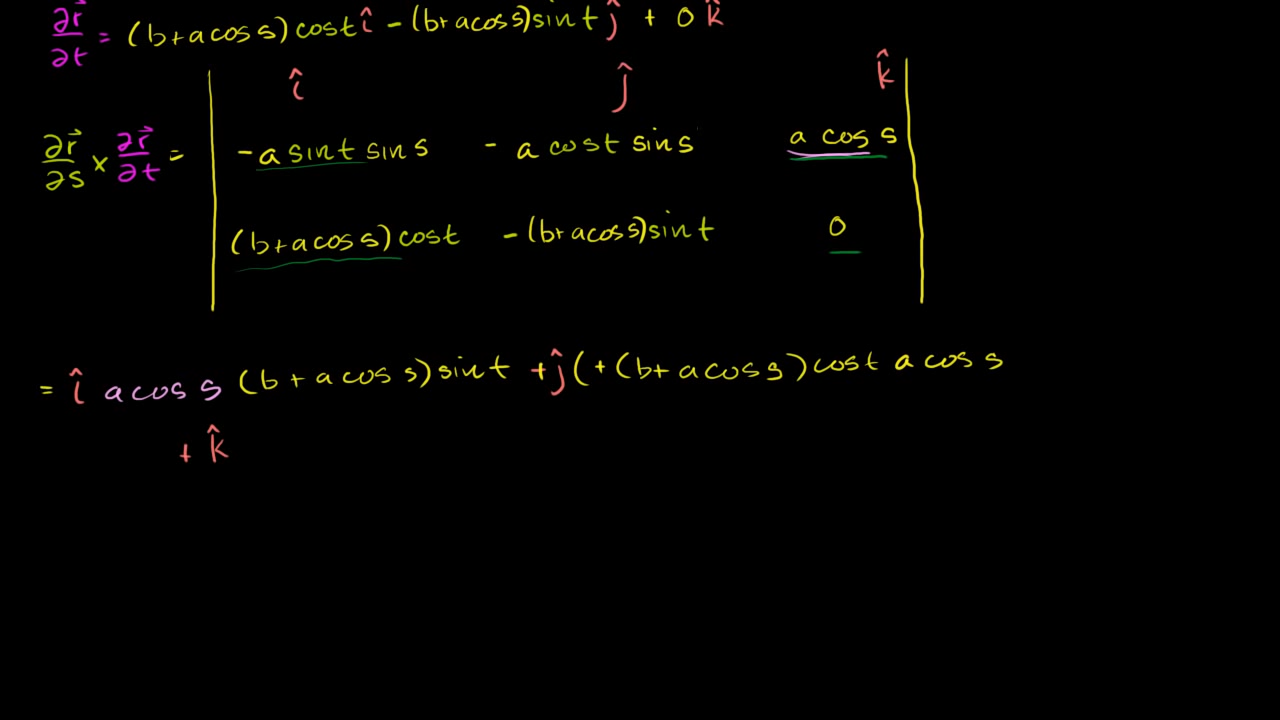 ∂r⃗/∂t = (b+a cos s) cos t î - (b+a cos s) sin t ĵ + 0 k̂
î ĵ k̂
∂r⃗/∂s × ∂r⃗/∂t = | -a sin t sin s - a cos t sin s a cos s |
(b+a cos s) cos t - (b+a cos s) sin t 0
= î a cos s (b + a cos s) sin t + ĵ (+(b+ a cos s) cos t a cos s
+ k̂